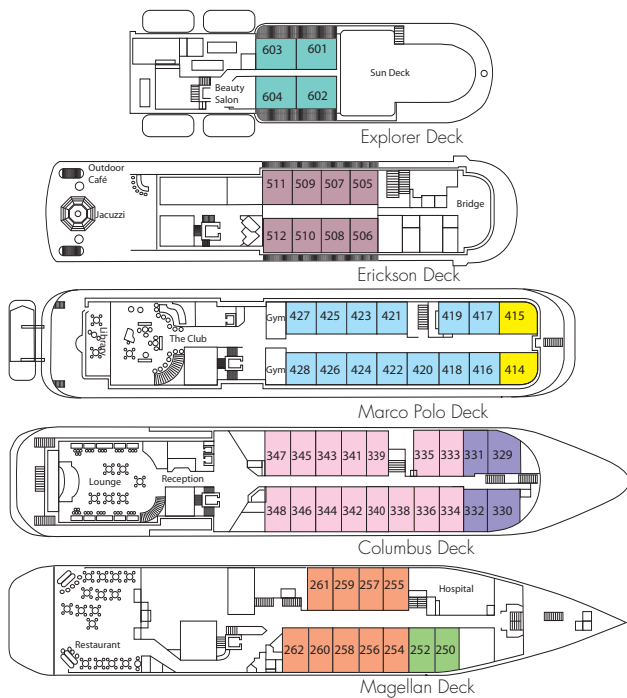 603 601
Sun Deck
Beauty
Salon
604 602
Explorer Deck
Outdoor
Café
511 509 507 505
Bridge
Jacuzzi
512 510 508 506
Erickson Deck
Library
The Club
Gym 427 425 423 421 419 417 415
Gym 428 426 424 422 420 418 416 414
Marco Polo Deck
347 345 343 341 339 335 333 331 329
Lounge
Reception
348 346 344 342 340 338 336 334 332 330
Columbus Deck
261 259 257 255
Hospital
Restaurant
262 260 258 256 254 252 250
Magellan Deck